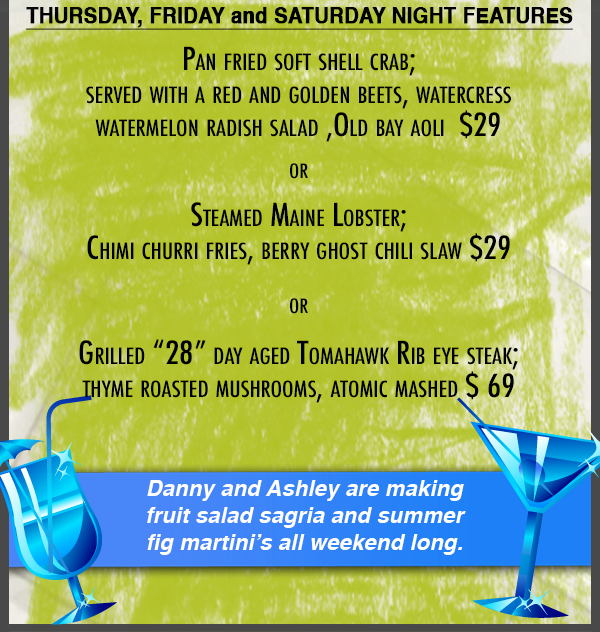 THURSDAY, FRIDAY and SATURDAY NIGHT FEATURES
PAN FRIED SOFT SHELL CRAB;
SERVED WITH A RED AND GOLDEN BEETS, WATERCRESS
WATERMELON RADISH SALAD ,OLD BAY AOLI $29
OR
STEAMED MAINE LOBSTER;
CHIMI CHURRI FRIES, BERRY GHOST CHILI SLAW $29
OR
GRILLED “28” DAY AGED TOMAHAWK RIB EYE STEAK;
THYME ROASTED MUSHROOMS, ATOMIC MASHED $ 69
Danny and Ashley are making
fruit salad sagria and summer
fig martini’s all weekend long.